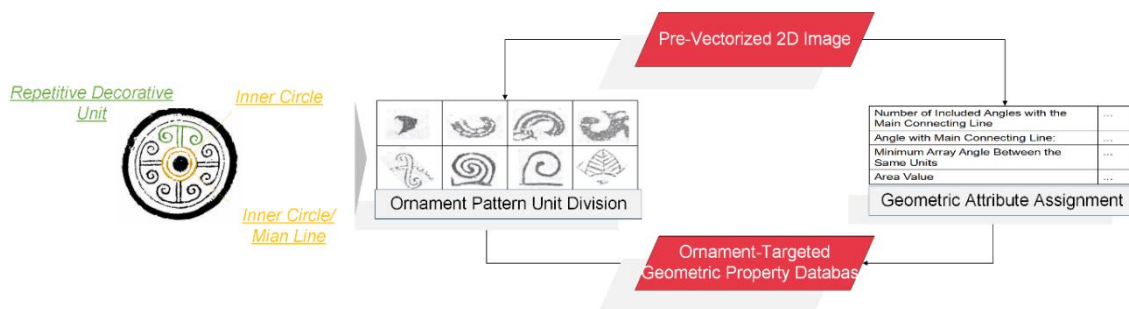 Pre-Vectorized 2D Image
Repetitive Decorative
Unit
Inner Circle
Inner Circle/
Mian Line
Number of Included Angles with the
Main Connecting Line
...
Angle with Main Connecting Line:
...
Minimum Array Angle Between the
Same Units
...
Area Value
...
Ornament Pattern Unit Division
Geometric Attribute Assignment
Ornament-Targeted
Geometric Property Databas